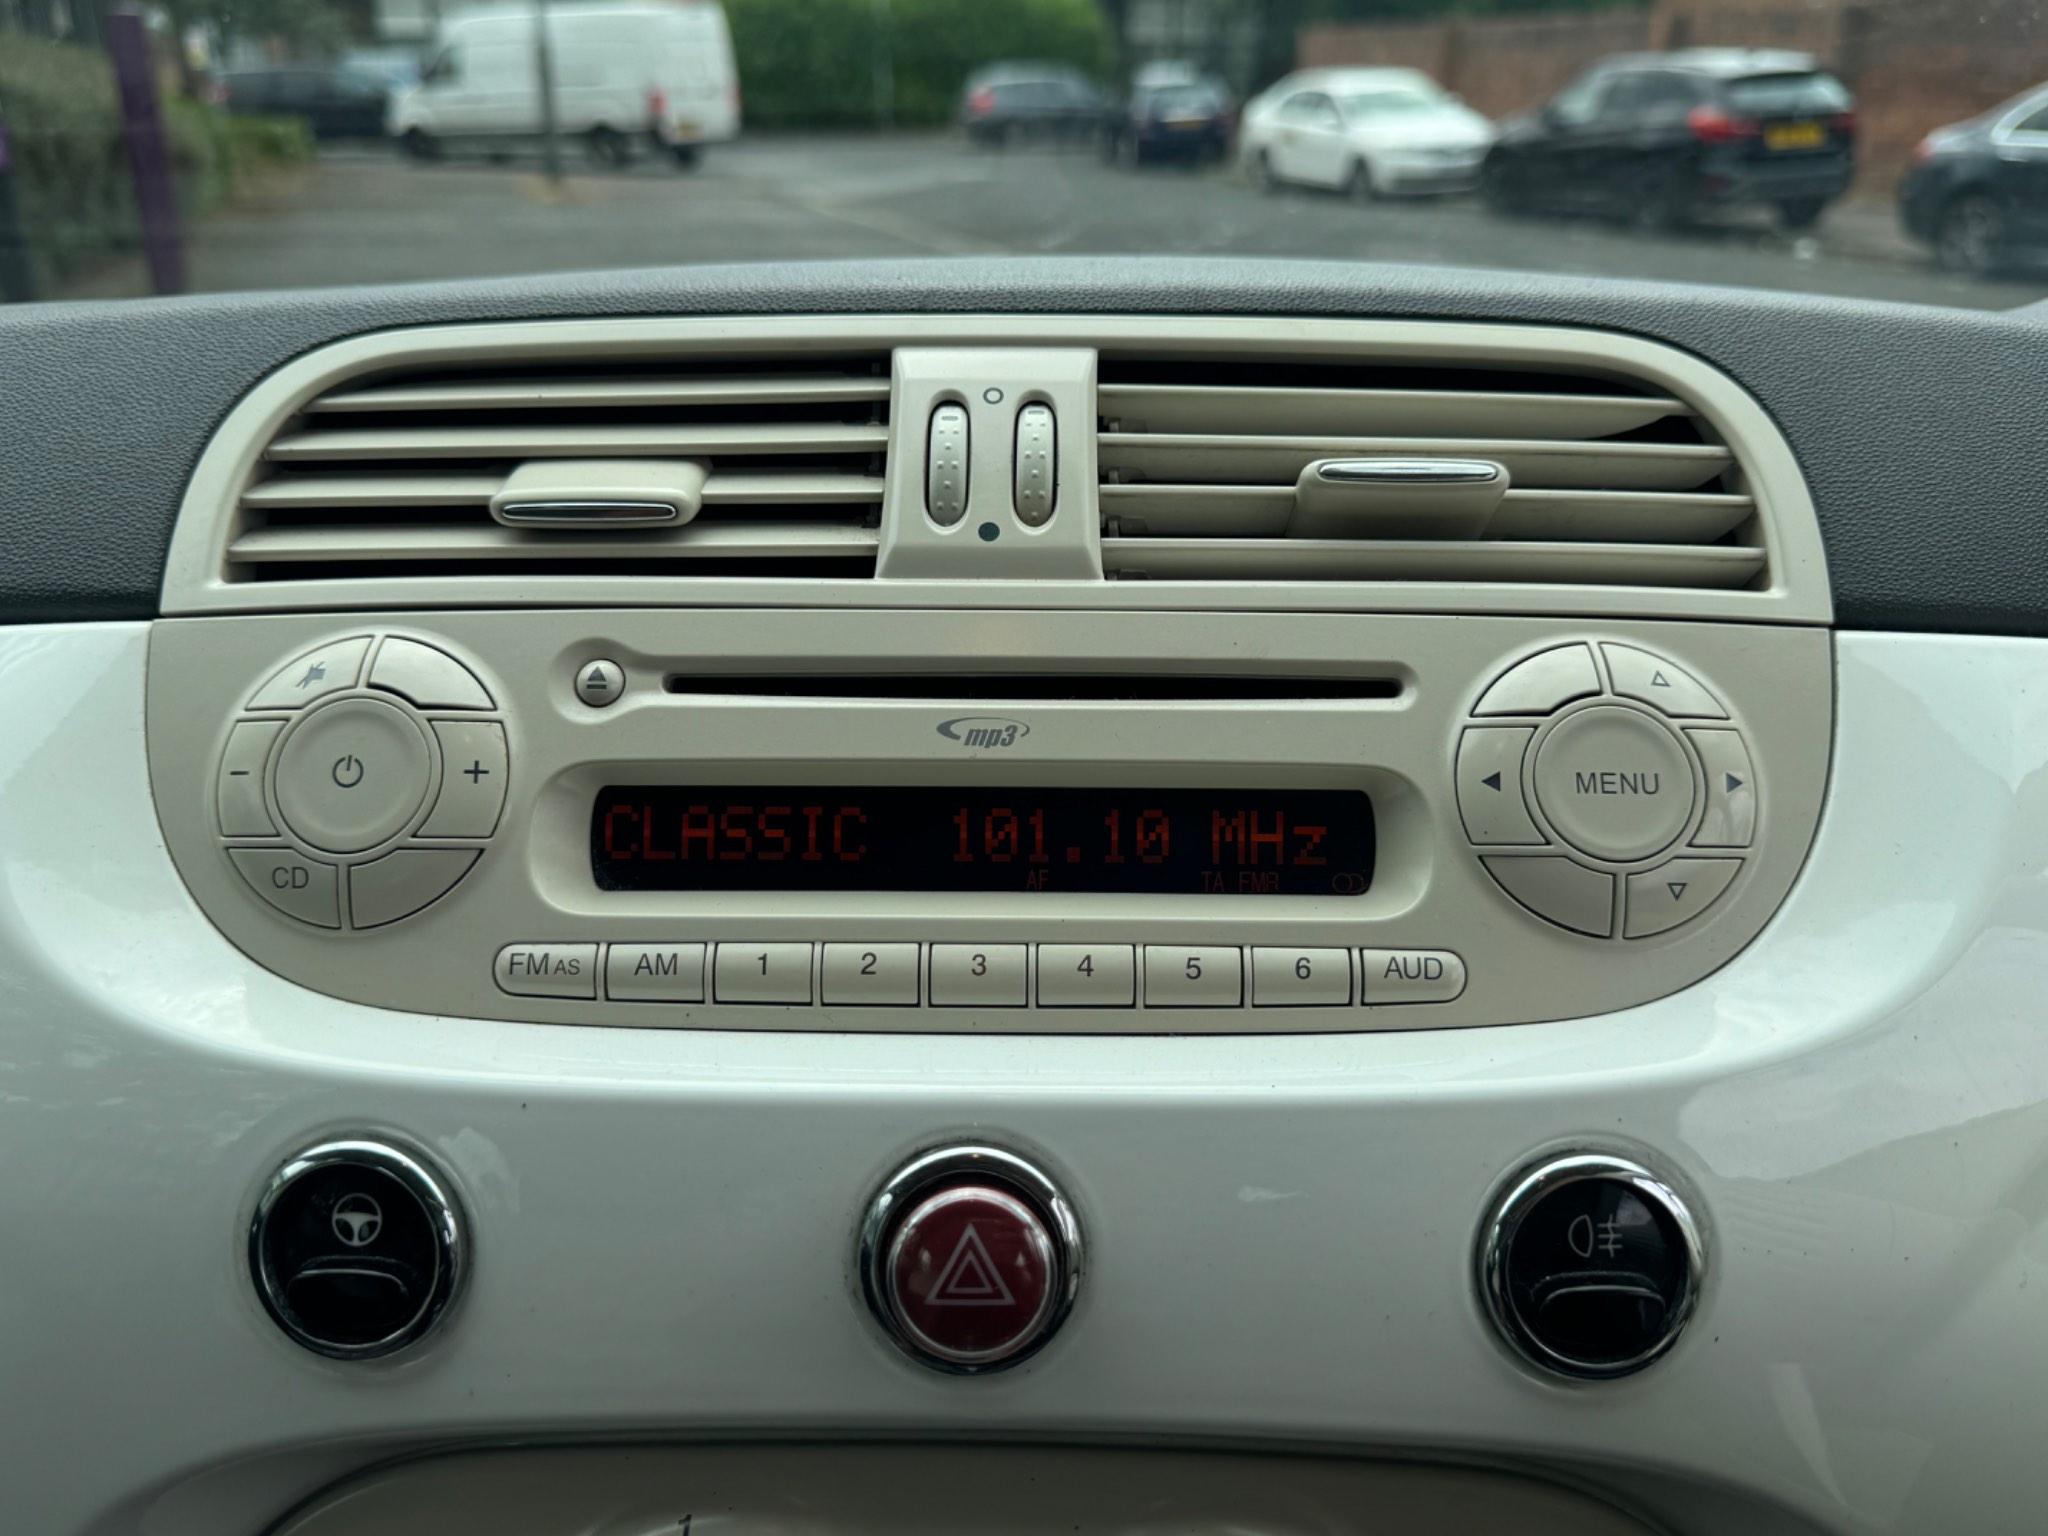 mp3
MENU
CLASSIC 101.10 MHz
AF TA FMA
CD
FM AS AM 1 2 3 4 5 6 AUD